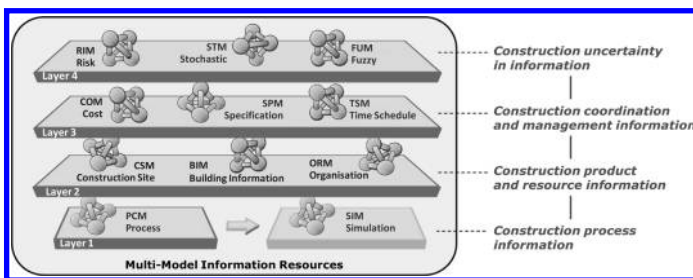 RIM
Risk
STM
Stochastic
FUM
Fuzzy
Layer 4
Construction uncertainty
in information
COM
Cost
SPM
Specification
TSM
Time Schedule
Layer 3
Construction coordination
and management information
CSM
Construction Site
BIM
Building Information
ORM
Organisation
Layer 2
Construction product
and resource information
PCM
Process
SIM
Simulation
Layer 1
Construction process
information
Multi-Model Information Resources